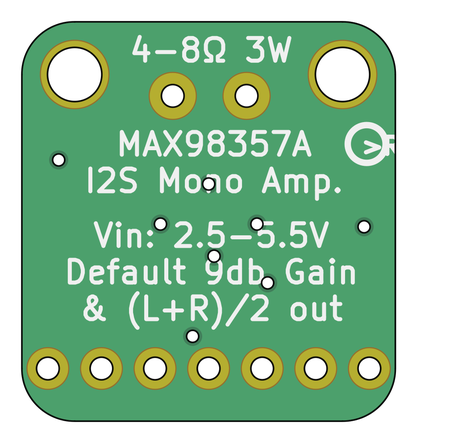 4-8Ω 3W
MAX98357A
I2S Mono Amp.
Vin: 2.5-5.5V
Default 9db Gain
& (L+R)/2 out